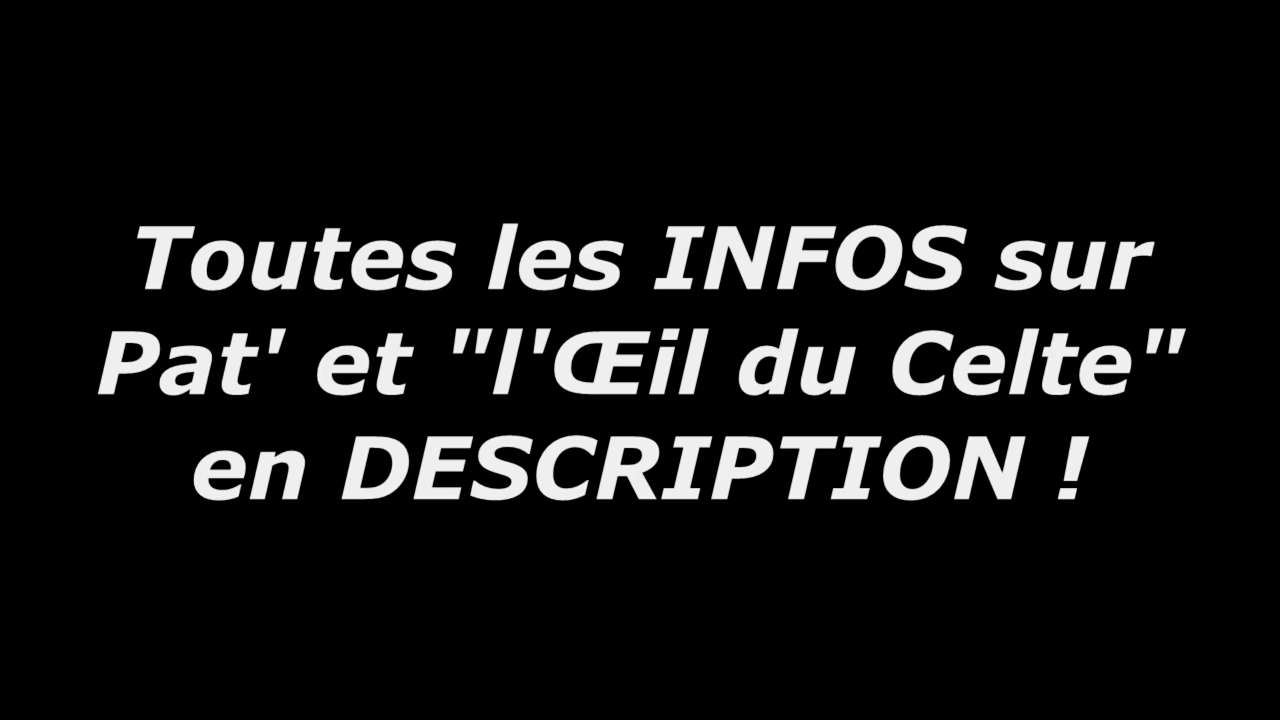 Toutes les INFOS sur
Pat' et "l'Œil du Celte"
en DESCRIPTION !